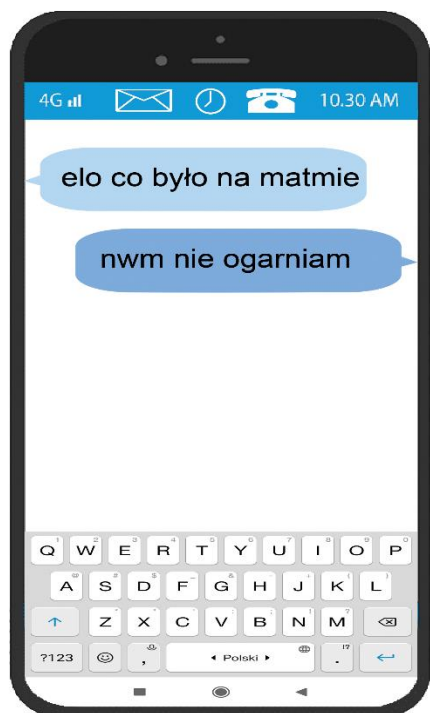 4G 10.30 AM
elo co było na matmie
nwm nie ogarniam
Q W E R T Y U I O P
A S D F G H J K L
Z X C V B N M
?123 , Polski . !?